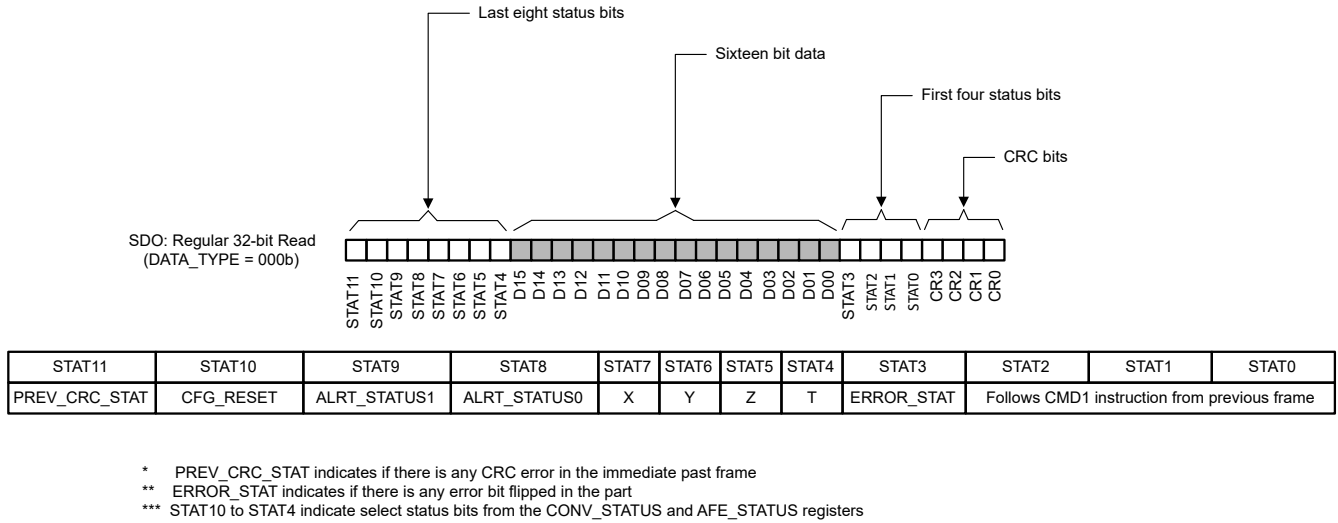 Last eight status bits
Sixteen bit data
First four status bits
CRC bits
SDO: Regular 32-bit Read
(DATA_TYPE = 000b)
STAT11 STAT10 STAT9 STAT8 STAT7 STAT6 STAT5 STAT4 D15 D14 D13 D12 D11 D10 D09 D08 D07 D06 D05 D04 D03 D02 D01 D00 STAT3 STAT2 STAT1 STAT0 CR3 CR2 CR1 CR0
STAT11 STAT10 STAT9 STAT8 STAT7 STAT6 STAT5 STAT4 STAT3 STAT2 STAT1 STAT0
PREV_CRC_STAT CFG_RESET ALRT_STATUS1 ALRT_STATUS0 X Y Z T ERROR_STAT Follows CMD1 instruction from previous frame
* PREV_CRC_STAT indicates if there is any CRC error in the immediate past frame
** ERROR_STAT indicates if there is any error bit flipped in the part
*** STAT10 to STAT4 indicate select status bits from the CONV_STATUS and AFE_STATUS registers